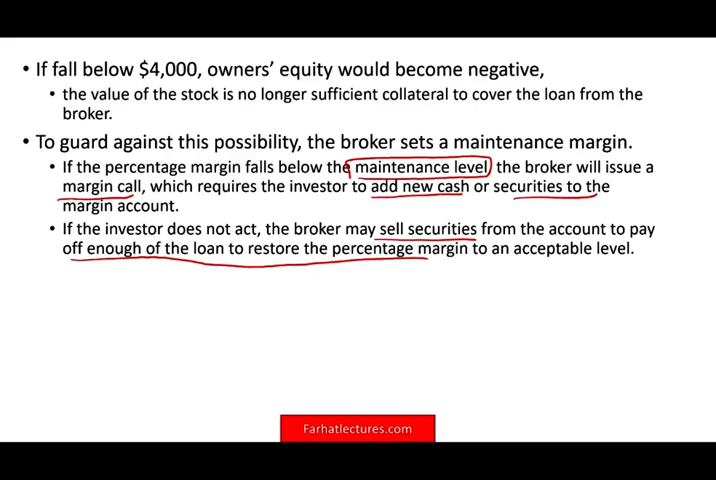 • If fall below $4,000, owners' equity would become negative,
• the value of the stock is no longer sufficient collateral to cover the loan from the
broker.
• To guard against this possibility, the broker sets a maintenance margin.
• If the percentage margin falls below the maintenance level, the broker will issue a
margin call, which requires the investor to add new cash or securities to the
margin account.
• If the investor does not act, the broker may sell securities from the account to pay
off enough of the loan to restore the percentage margin to an acceptable level.
Farhatlectures.com